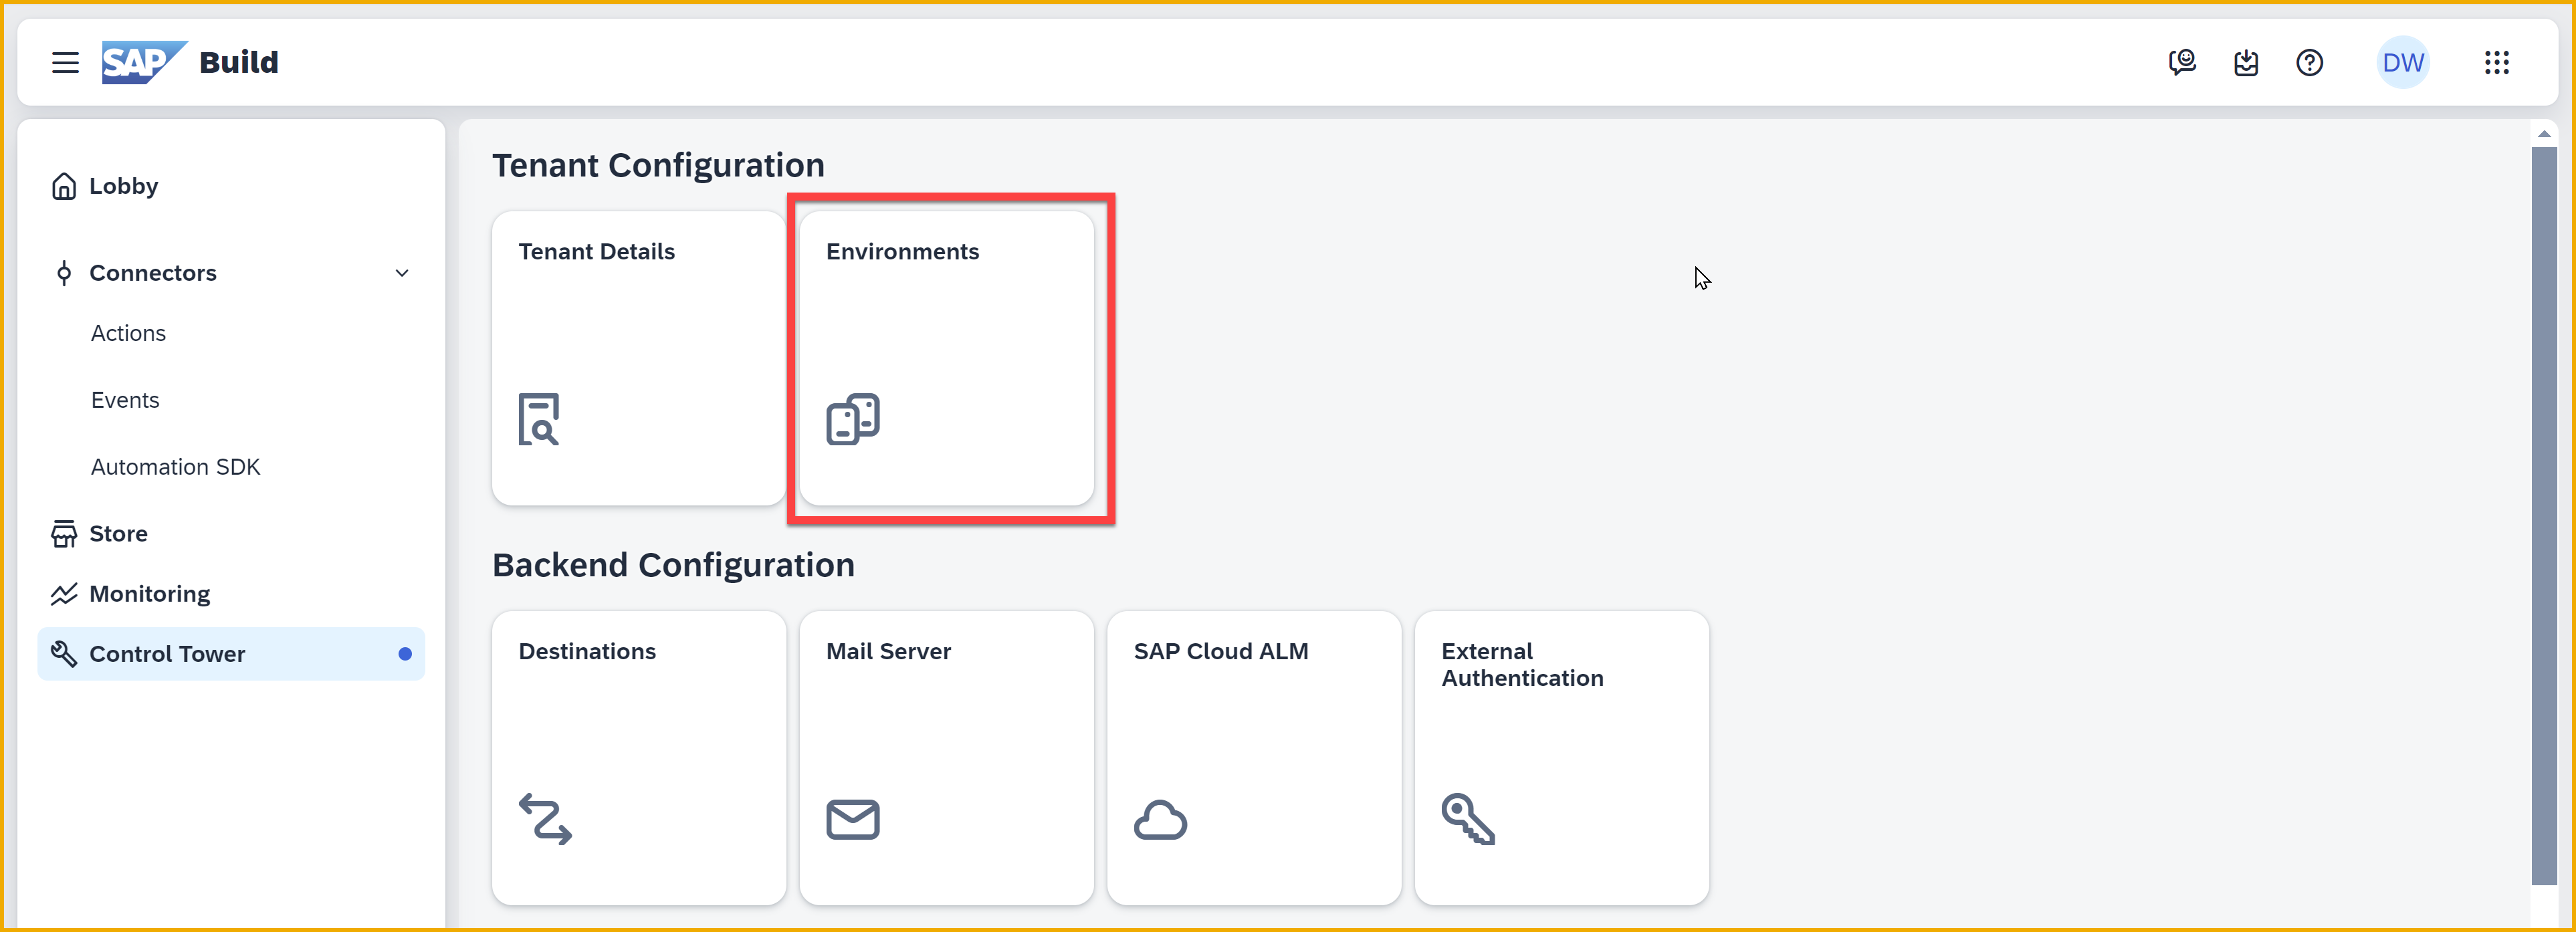 SAP Build
DW
Lobby
Connectors
Actions
Events
Automation SDK
Store
Monitoring
Control Tower
Tenant Configuration
Tenant Details
Environments
Backend Configuration
Destinations
Mail Server
SAP Cloud ALM
External
Authentication